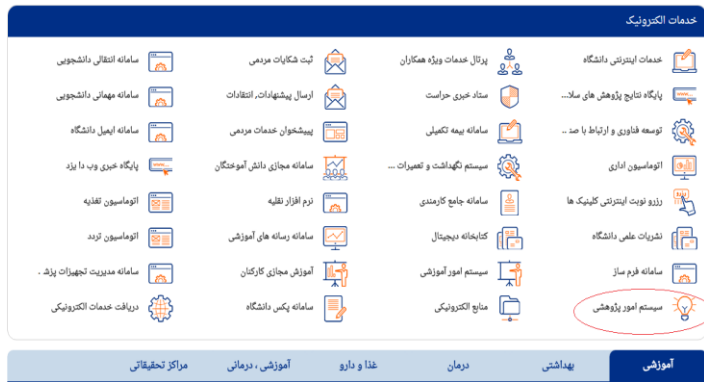 خدمات الکترونیک
خدمات اینترنتی دانشگاه
پرتال خدمات ویژه همکاران
ثبت شکایات مردمی
سامانه انتقالی دانشجویی
پایگاه نتایج پژوهش های سلا...
ستاد خبری حراست
ارسال پیشنهادات, انتقادات
سامانه مهمانی دانشجویی
توسعه فناوری و ارتباط با صذ ..
سامانه بیمه تکمیلی
پیشخوان خدمات مردمی
سامانه ایمیل دانشگاه
اتوماسیون اداری
سیستم نگهداشت و تعمیرات ...
سامانه مجازی دانش آموختگان
پایگاه خبری وب دا یزد
رزرو نوبت اینترنتی کلینیک ها
سامانه جامع کارمندی
نرم افزار نقلیه
اتوماسیون تغذیه
نشریات علمی دانشگاه
کتابخانه دیجیتال
سامانه رسانه های آموزشی
اتوماسیون تردد
سامانه فرم ساز
سیستم امور آموزشی
آموزش مجازی کارکنان
سامانه مدیریت تجهیزات پزش .
سیستم امور پژوهشی
منابع الکترونیکی
سامانه پکس دانشگاه
دریافت خدمات الکترونیکی
آموزشی
بهداشتی
درمان
غذا و دارو
آموزشی ، درمانی
مراکز تحقیقاتی